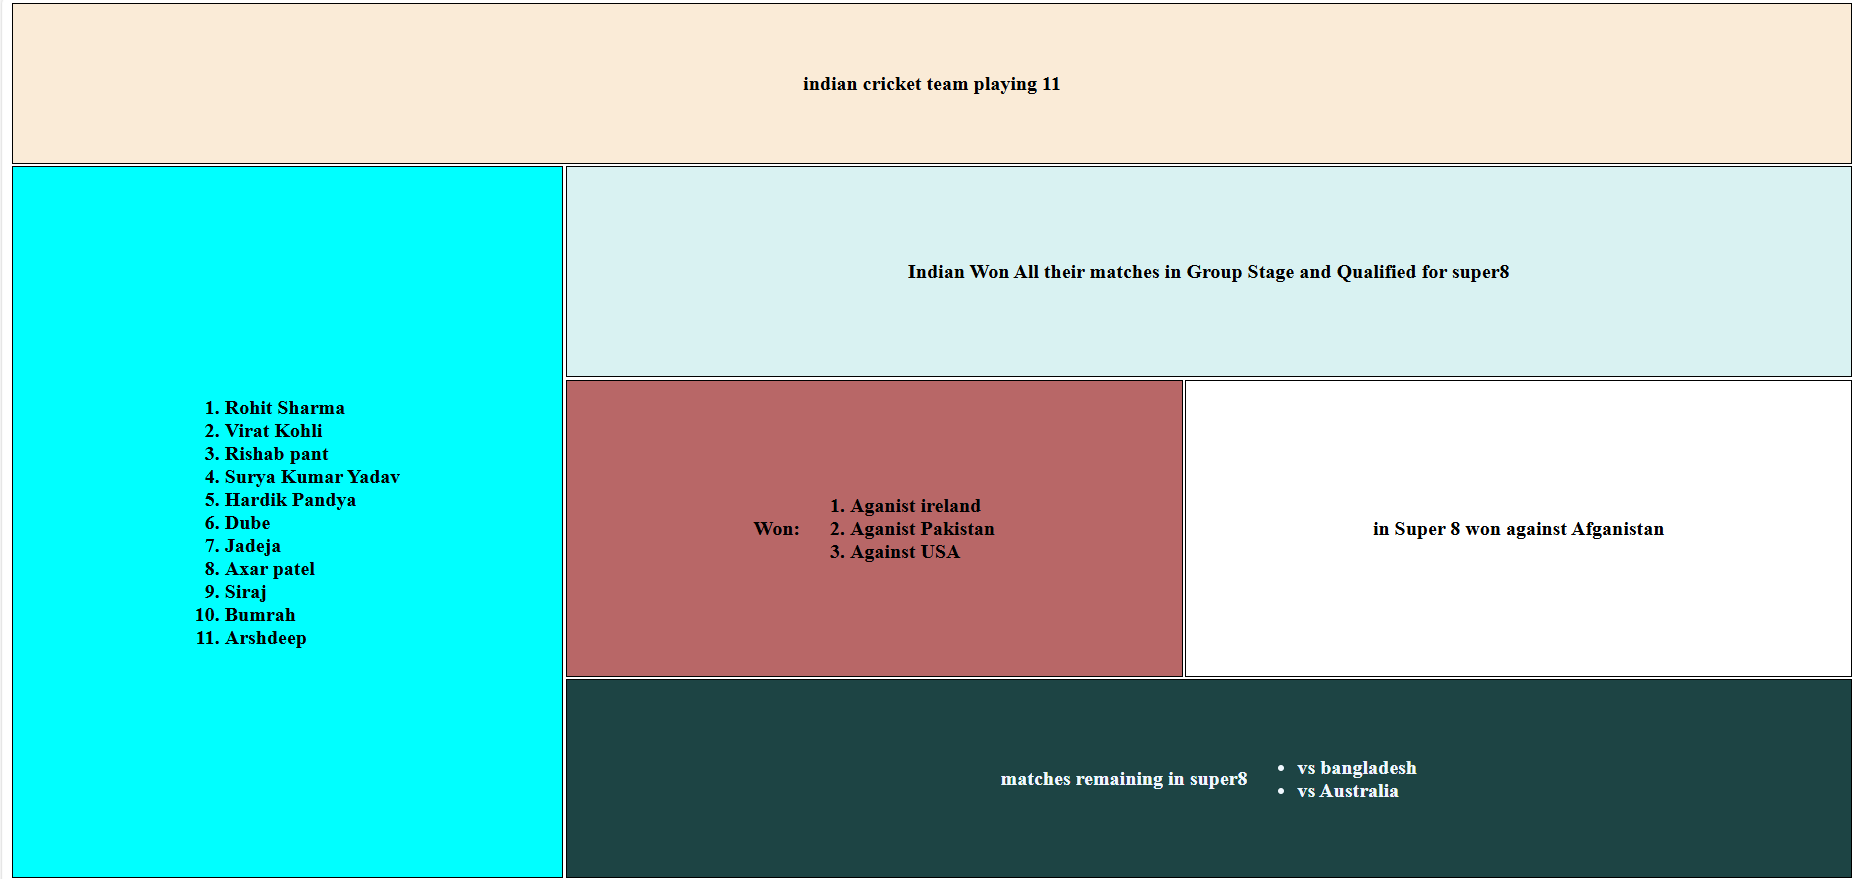 indian cricket team playing 11
1. Rohit Sharma
2. Virat Kohli
3. Rishab pant
4. Surya Kumar Yadav
5. Hardik Pandya
6. Dube
7. Jadeja
8. Axar patel
9. Siraj
10. Bumrah
11. Arshdeep
Indian Won All their matches in Group Stage and Qualified for super8
Won:
1. Aganist ireland
2. Aganist Pakistan
3. Against USA
in Super 8 won against Afganistan
matches remaining in super8
• vs bangladesh
• vs Australia